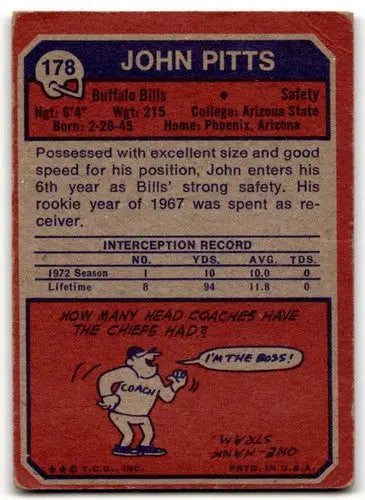 178
JOHN PITTS
Buffalo Bills • Safety
Hgt: 6'4" Wgt: 215 College: Arizona State
Born: 2-28-45 Home: Phoenix, Arizona
Possessed with excellent size and good
speed for his position, John enters his
6th year as Bills' strong safety. His
rookie year of 1967 was spent as re-
ceiver.
INTERCEPTION RECORD
NO. YDS. AVG. TDS.
1972 Season 1 10 10.0 0
Lifetime 8 94 11.8 0
HOW MANY HEAD COACHES HAVE
THE CHIEFS HAD?
I'M THE BOSS!
COACH
ONE-HANK
STRAM.
★★ © T.C.G., INC. PRTD. IN U.S.A.